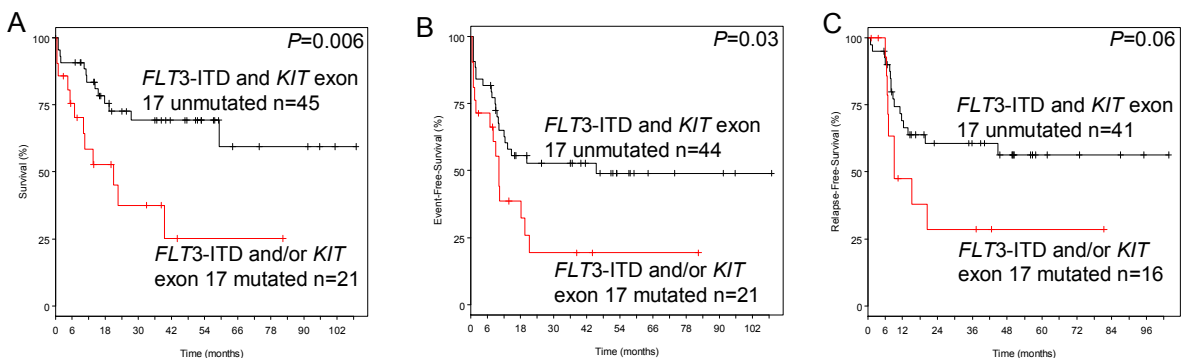 A
P=0.006
100
75
50
25
0
Survival (%)
FLT3-ITD and KIT exon
17 unmutated n=45
FLT3-ITD and/or KIT
exon 17 mutated n=21
0 6 18 30 42 54 66 78 90 102
Time (months)
B
P=0.03
100
75
50
25
0
Event-Free-Survival (%)
FLT3-ITD and KIT exon
17 unmutated n=44
FLT3-ITD and/or KIT
exon 17 mutated n=21
0 6 18 30 42 54 66 78 90 102
Time (months)
C
P=0.06
100
75
50
25
0
Relapse-Free-Survival (%)
FLT3-ITD and KIT exon
17 unmutated n=41
FLT3-ITD and/or KIT
exon 17 mutated n=16
0 6 12 24 36 48 60 72 84 96
Time (months)